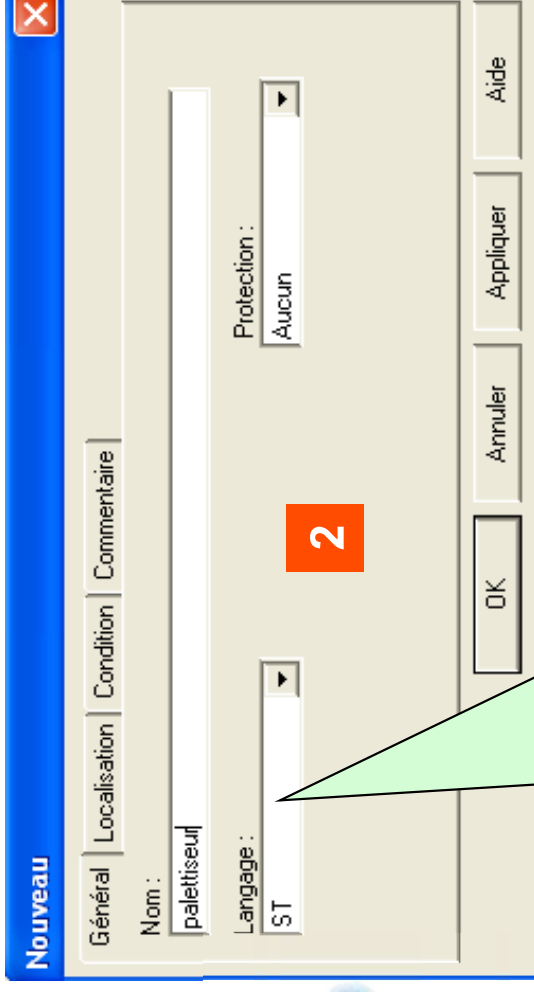 Nouveau
Général Localisation Condition Commentaire
Nom :
palettiseur
Langage : Protection :
ST Aucun
2
OK Annuler Appliquer Aide